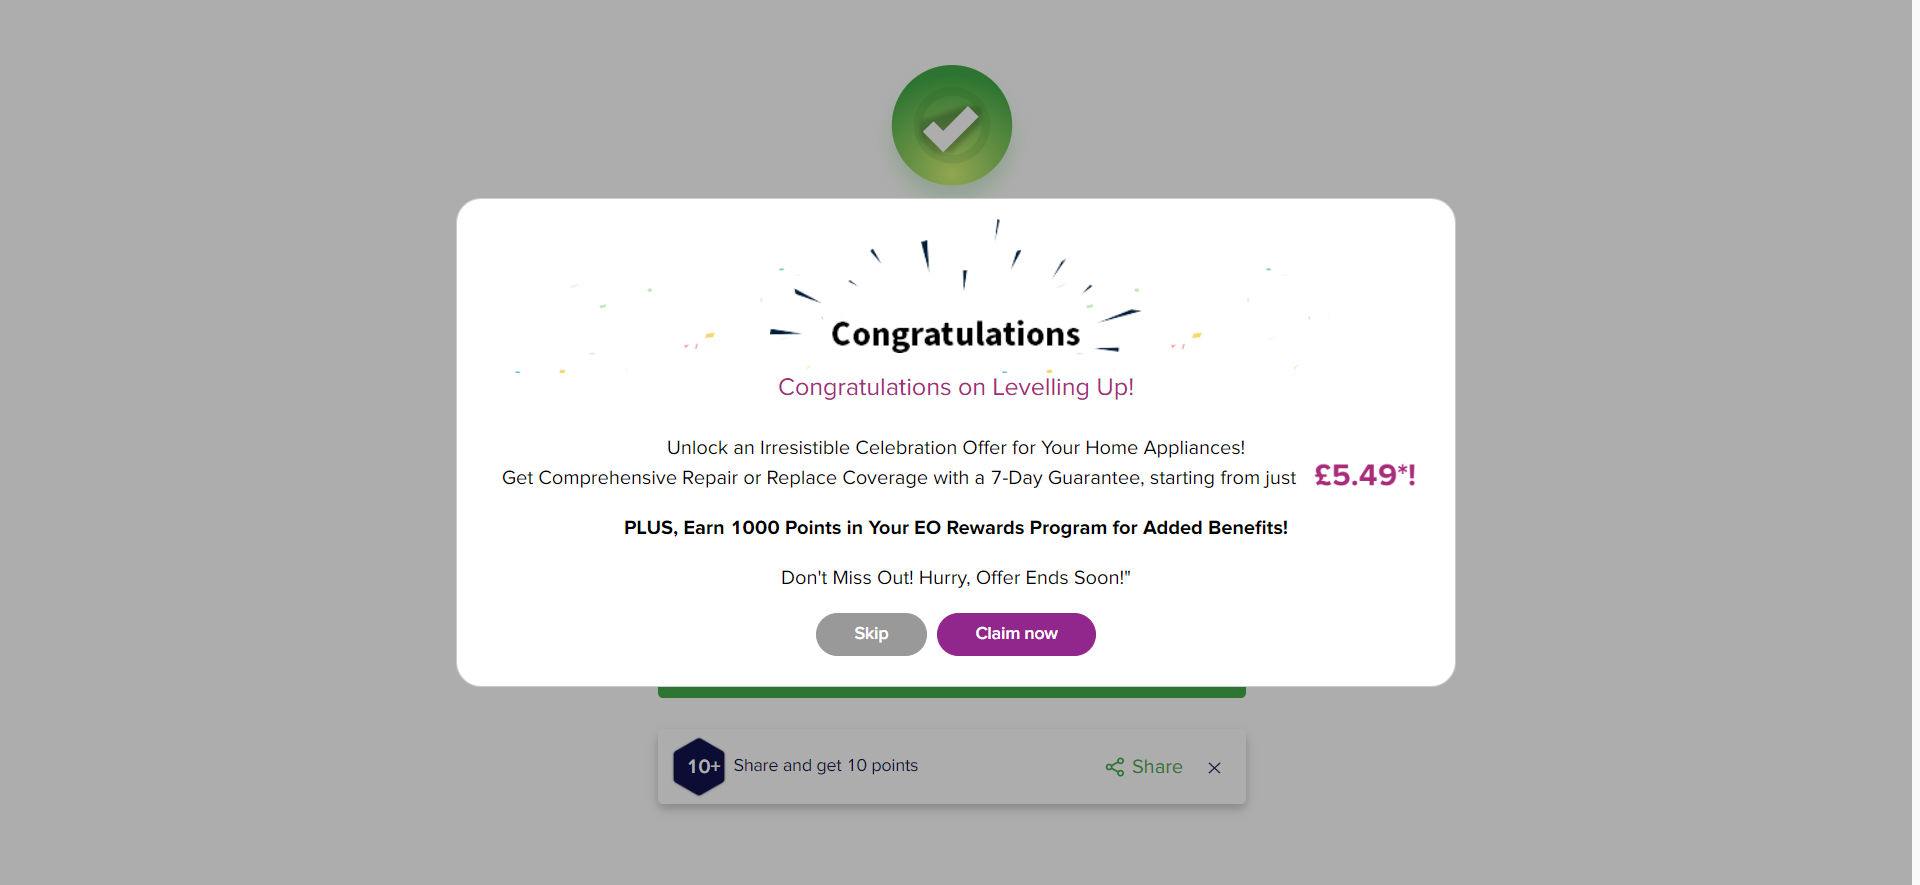 Congratulations
Congratulations on Levelling Up!
Unlock an Irresistible Celebration Offer for Your Home Appliances!
Get Comprehensive Repair or Replace Coverage with a 7-Day Guarantee, starting from just £5.49*!
PLUS, Earn 1000 Points in Your EO Rewards Program for Added Benefits!
Don't Miss Out! Hurry, Offer Ends Soon!"
Skip Claim now
10+ Share and get 10 points Share